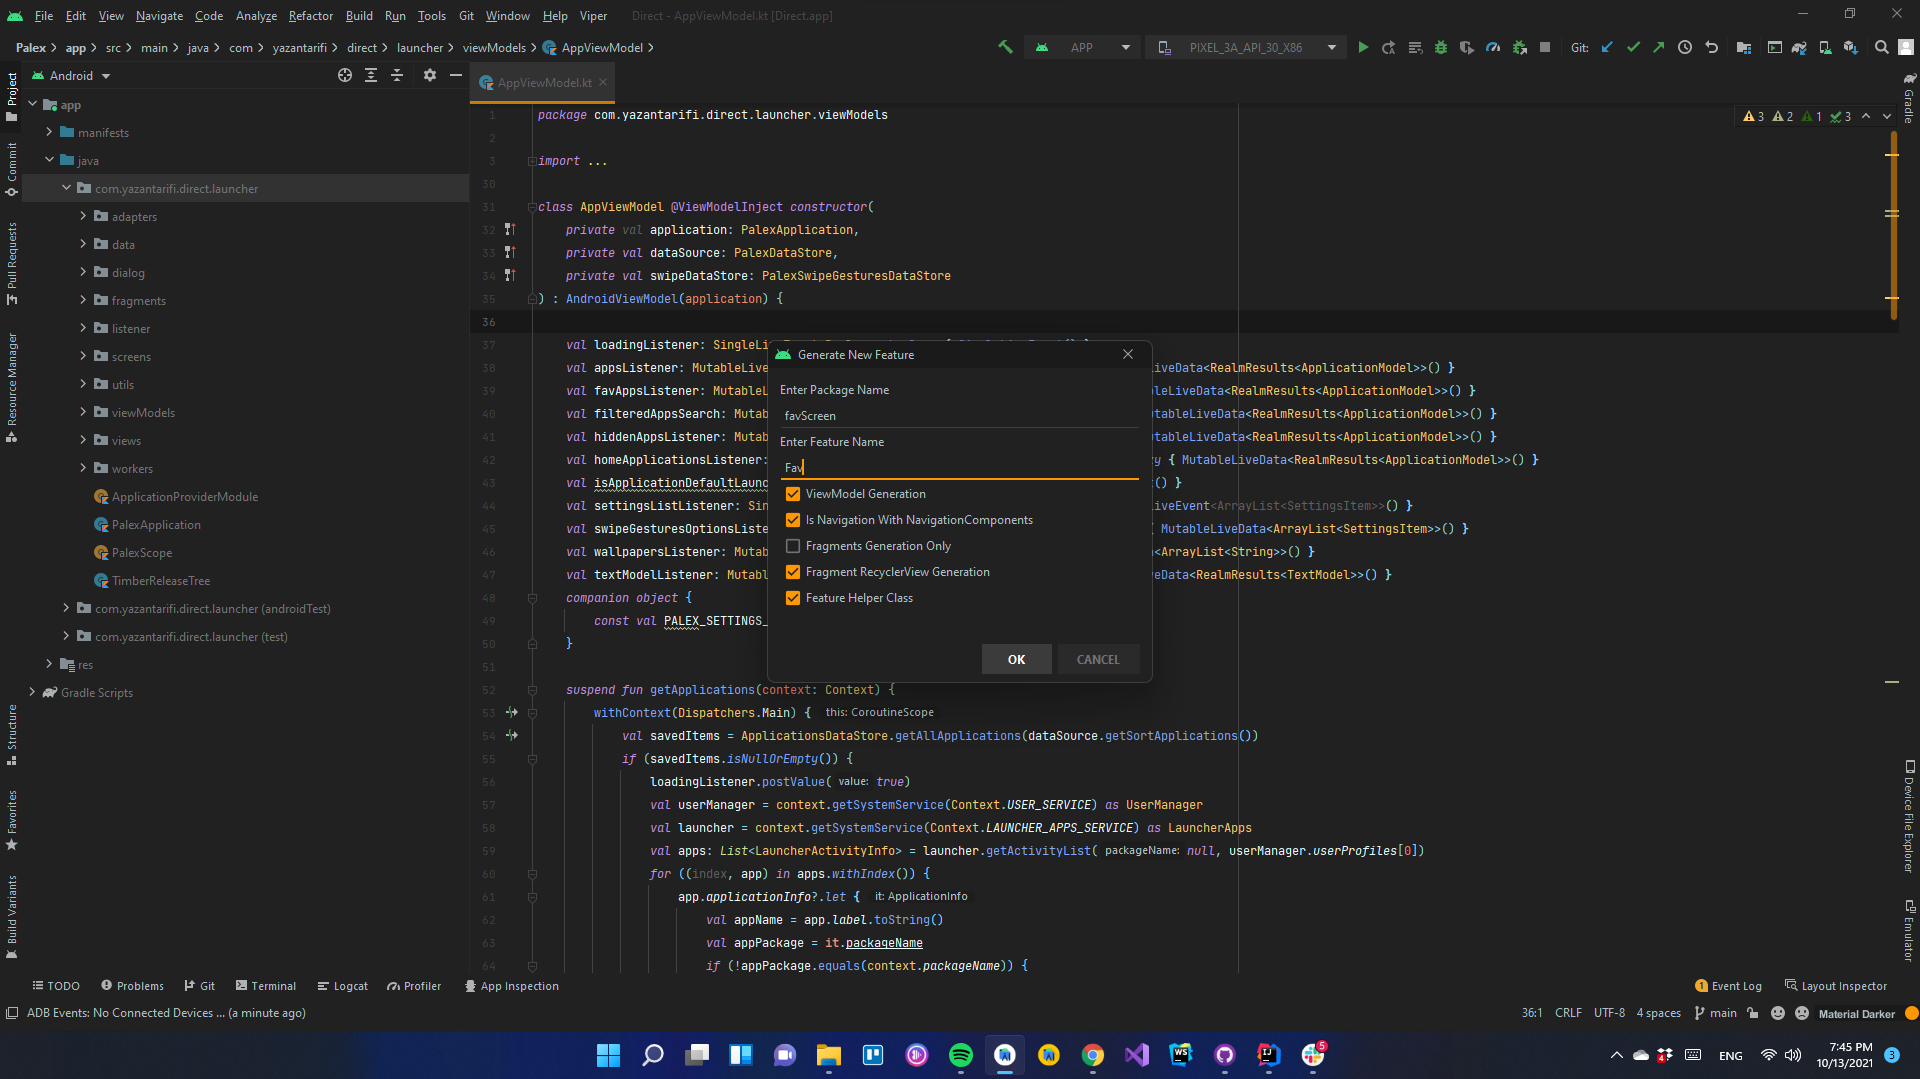 File Edit View Navigate Code Analyze Refactor Build Run Tools Git Window Help Viper Direct - AppViewModel.kt [Direct.app]
Palex app src main java com yazantarifi direct launcher viewModels AppViewModel APP PIXEL_3A_API_30_X86 Git:
Project
Commit
Pull Requests
Resource Manager
Structure
Favorites
Build Variants
Android
app
manifests
java
com.yazantarifi.direct.launcher
adapters
data
dialog
fragments
listener
screens
utils
viewModels
views
workers
ApplicationProviderModule
PalexApplication
PalexScope
TimberReleaseTree
com.yazantarifi.direct.launcher (androidTest)
com.yazantarifi.direct.launcher (test)
res
Gradle Scripts
AppViewModel.kt
3 2 1 3
1 package com.yazantarifi.direct.launcher.viewModels
2
3 import ...
30
31 class AppViewModel @ViewModelInject constructor(
32 private val application: PalexApplication,
33 private val dataSource: PalexDataStore,
34 private val swipeDataStore: PalexSwipeGesturesDataStore
35 ) : AndroidViewModel(application) {
36
37 val loadingListener: SingleLi
38 val appsListener: MutableLive iveData<RealmResults<ApplicationModel>>() }
39 val favAppsListener: MutableL bleLiveData<RealmResults<ApplicationModel>>() }
40 val filteredAppsSearch: Mutab tableLiveData<RealmResults<ApplicationModel>>() }
41 val hiddenAppsListener: Mutab tableLiveData<RealmResults<ApplicationModel>>() }
42 val homeApplicationsListener: y { MutableLiveData<RealmResults<ApplicationModel>>() }
43 val isApplicationDefaultLaunc () }
44 val settingsListListener: Sin iveEvent<ArrayList<SettingsItem>>() }
45 val swipeGesturesOptionsListe { MutableLiveData<ArrayList<SettingsItem>>() }
46 val wallpapersListener: Mutab <ArrayList<String>>() }
47 val textModelListener: Mutabl eData<RealmResults<TextModel>>() }
48 companion object {
49 const val PALEX_SETTINGS_
50 }
51
52 suspend fun getApplications(context: Context) {
53 withContext(Dispatchers.Main) { this: CoroutineScope
54 val savedItems = ApplicationsDataStore.getAllApplications(dataSource.getSortApplications())
55 if (savedItems.isNullOrEmpty()) {
56 loadingListener.postValue( value: true)
57 val userManager = context.getSystemService(Context.USER_SERVICE) as UserManager
58 val launcher = context.getSystemService(Context.LAUNCHER_APPS_SERVICE) as LauncherApps
59 val apps: List<LauncherActivityInfo> = launcher.getActivityList( packageName: null, userManager.userProfiles[0])
60 for ((index, app) in apps.withIndex()) {
61 app.applicationInfo?.let { it: ApplicationInfo
62 val appName = app.label.toString()
63 val appPackage = it.packageName
64 if (!appPackage.equals(context.packageName)) {
Generate New Feature
Enter Package Name
favScreen
Enter Feature Name
Fav
ViewModel Generation
Is Navigation With NavigationComponents
Fragments Generation Only
Fragment RecyclerView Generation
Feature Helper Class
OK CANCEL
Gradle
Device File Explorer
Emulator
TODO Problems Git Terminal Logcat Profiler App Inspection 1 Event Log Layout Inspector
ADB Events: No Connected Devices ... (a minute ago) 36:1 CRLF UTF-8 4 spaces main Material Darker
WS IJ 5 4 ENG 7:45 PM 3
10/13/2021